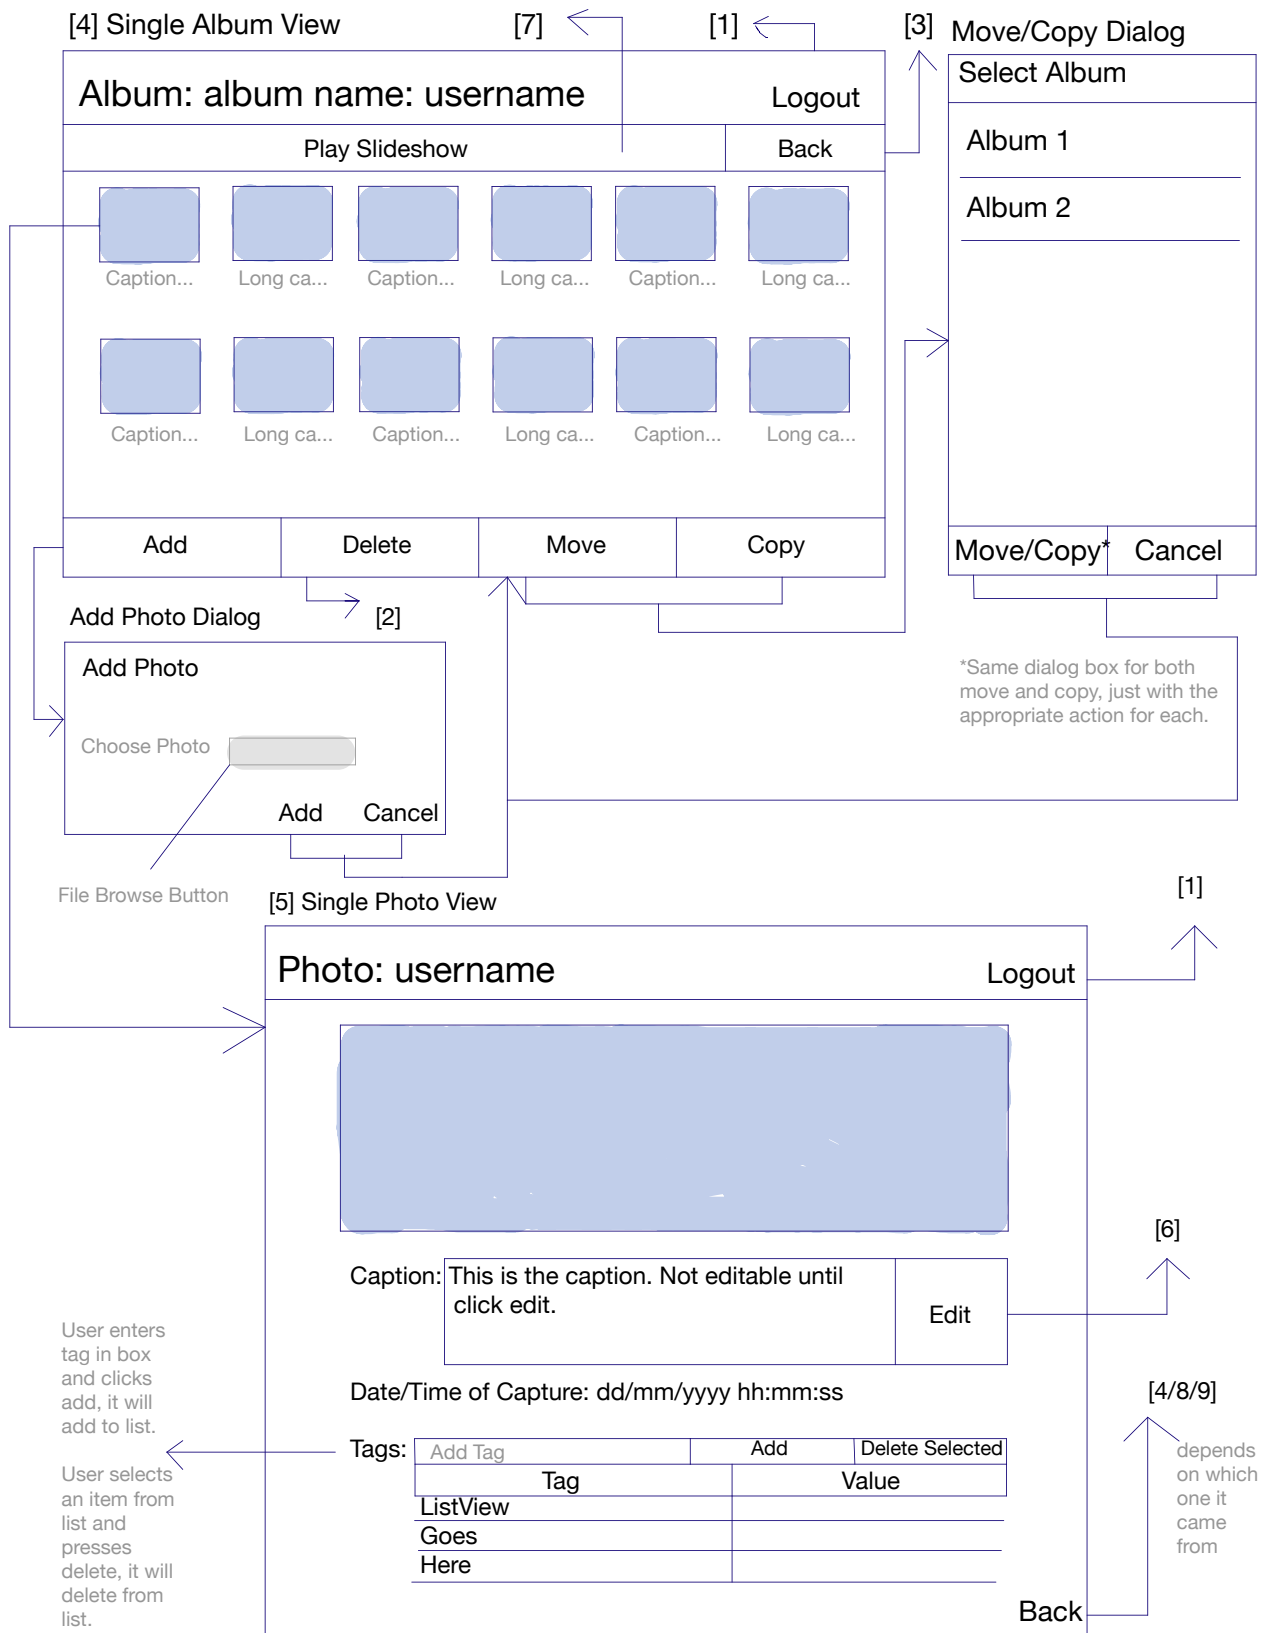 [4] Single Album View
[7]
[1]
[3]
Move/Copy Dialog
Album: album name: username
Logout
Play Slideshow
Back
Caption...
Long ca...
Caption...
Long ca...
Caption...
Long ca...
Caption...
Long ca...
Caption...
Long ca...
Caption...
Long ca...
Add
Delete
Move
Copy
Select Album
Album 1
Album 2
Move/Copy*
Cancel
*Same dialog box for both
move and copy, just with the
appropriate action for each.
[2]
Add Photo Dialog
Add Photo
Choose Photo
Add
Cancel
File Browse Button
[5] Single Photo View
[1]
Photo: username
Logout
Caption:
This is the caption. Not editable until
click edit.
Edit
[6]
Date/Time of Capture: dd/mm/yyyy hh:mm:ss
Tags:
Add Tag
Add
Delete Selected
Tag
Value
ListView
Goes
Here
Back
User enters
tag in box
and clicks
add, it will
add to list.
User selects
an item from
list and
presses
delete, it will
delete from
list.
[4/8/9]
depends
on which
one it
came
from